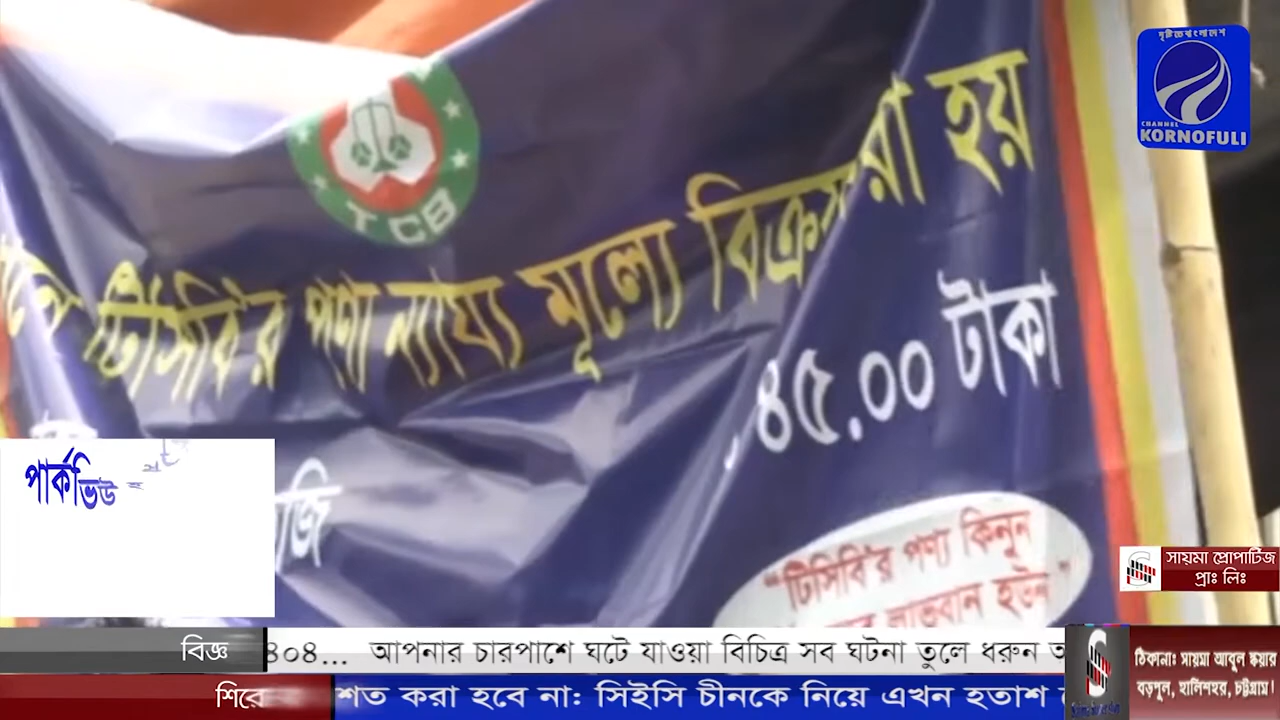 দৃষ্টিতে বাংলাদেশ
CHANNEL
KORNOFULI
TCB
টিসিবি'র পণ্য ন্যায্য মূল্যে বিক্রয় হয়
৪৫.০০ টাকা
পার্কভিউ
"টিসিবি'র পণ্য কিনুন
লাভবান হউন"
সায়মা প্রোপার্টিজ
প্রাঃ লিঃ
বিজ্ঞ ৪০৪... আপনার চারপাশে ঘটে যাওয়া বিচিত্র সব ঘটনা তুলে ধরুন
ঠিকানাঃ সায়মা আবুল স্কয়ার
বড়পুল, হালিশহর, চট্টগ্রাম।
শিরো শত করা হবে না: সিইসি চীনকে নিয়ে এখন হতাশ